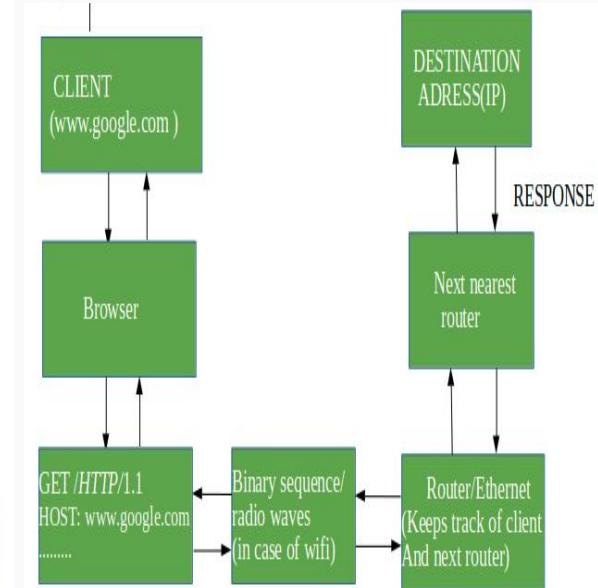 CLIENT
(www.google.com )
Browser
GET /HTTP/1.1
HOST: www.google.com
.........
Binary sequence/
radio waves
(in case of wifi)
Router/Ethernet
(Keeps track of client
And next router)
Next nearest
router
DESTINATION
ADRESS(IP)
RESPONSE